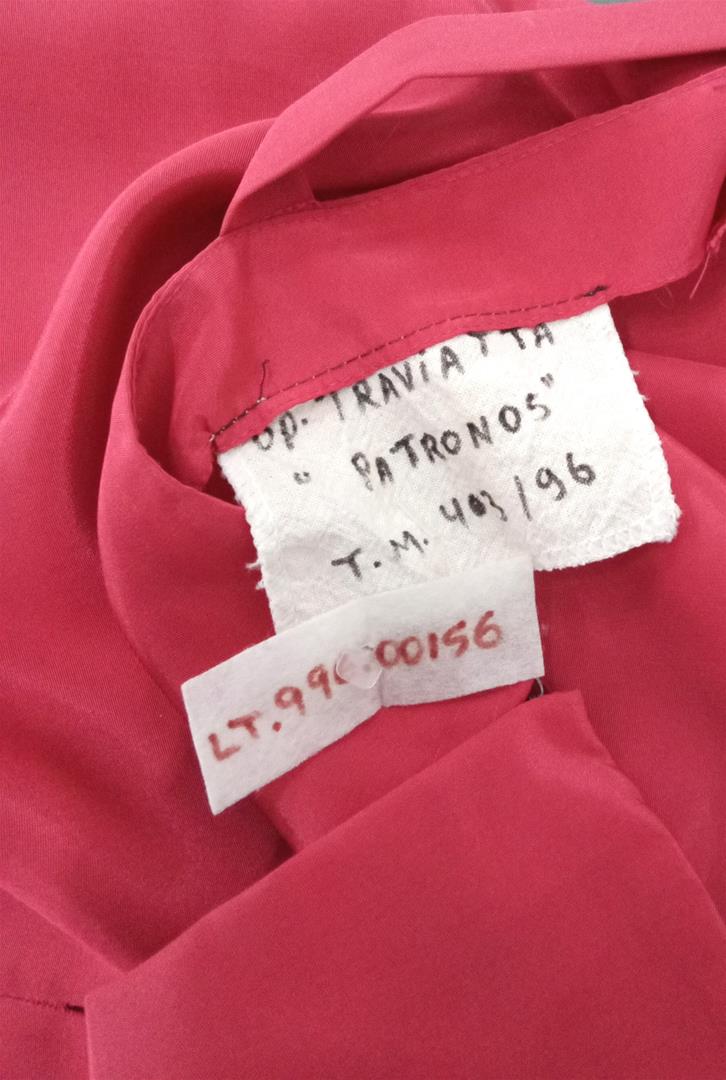 Op. "TRAVIATTA
"PATRONOS"
T.M. 403/96
LT.99 .00156